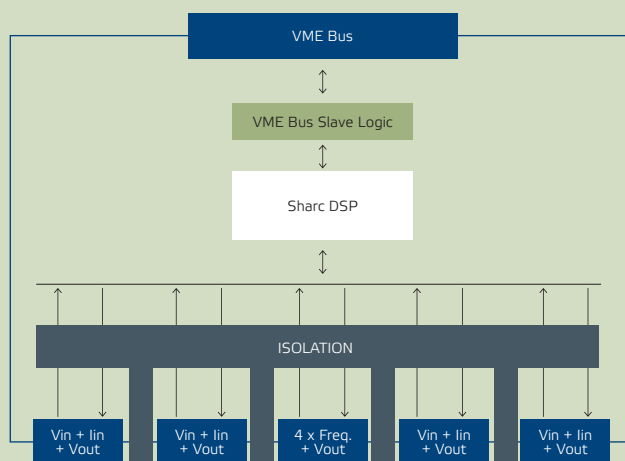 VME Bus
VME Bus Slave Logic
Sharc DSP
ISOLATION
Vin + Iin
+ Vout
Vin + Iin
+ Vout
4 x Freq.
+ Vout
Vin + Iin
+ Vout
Vin + Iin
+ Vout